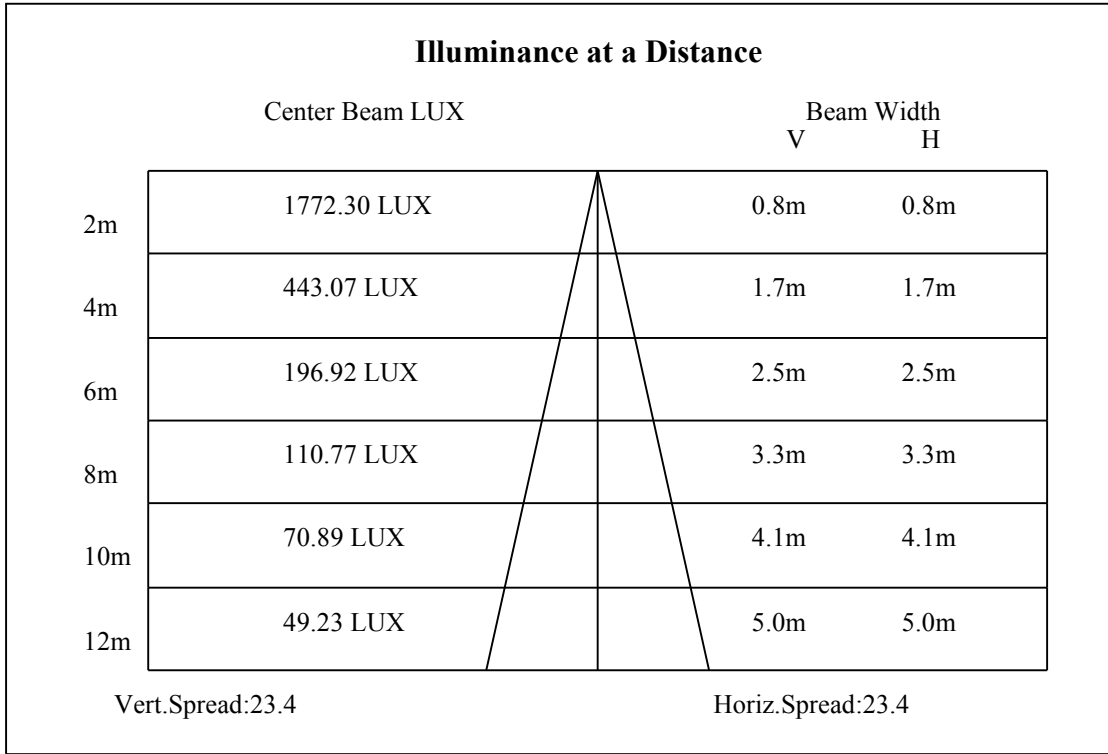 Illuminance at a Distance
Center Beam LUX Beam Width
V H
2m 1772.30 LUX 0.8m 0.8m
4m 443.07 LUX 1.7m 1.7m
6m 196.92 LUX 2.5m 2.5m
8m 110.77 LUX 3.3m 3.3m
10m 70.89 LUX 4.1m 4.1m
12m 49.23 LUX 5.0m 5.0m
Vert.Spread:23.4 Horiz.Spread:23.4